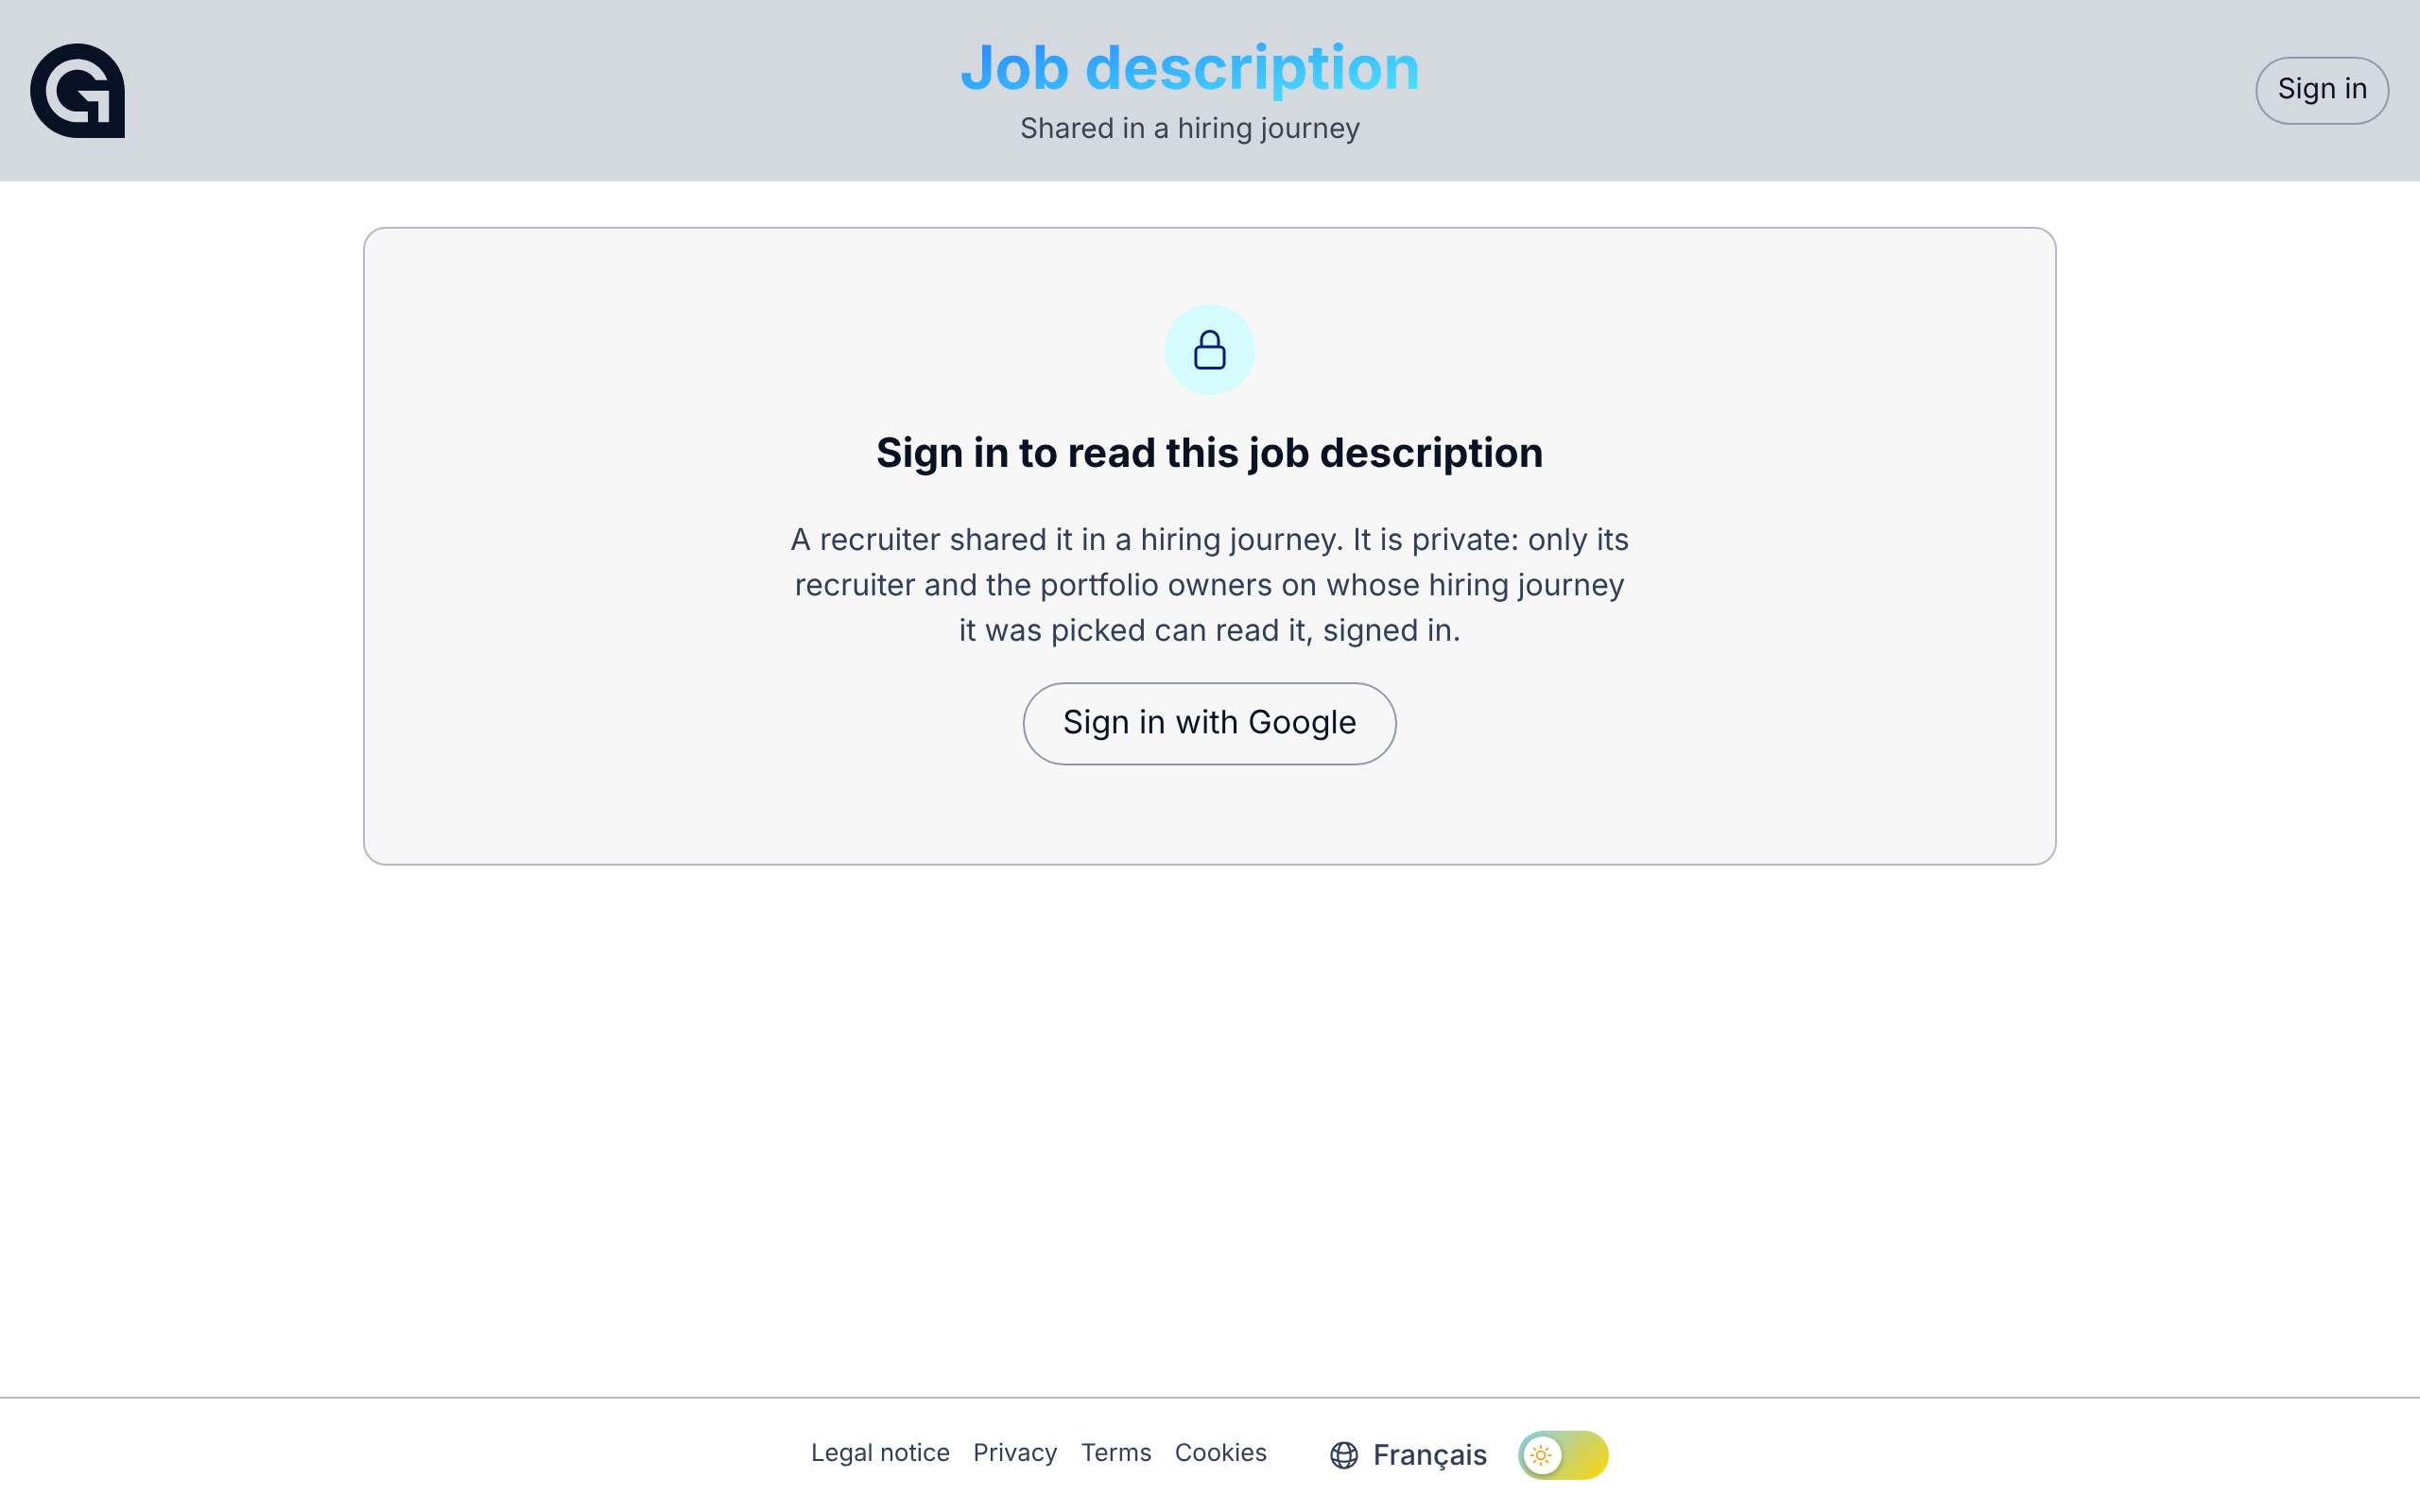 Job description
Shared in a hiring journey
Sign in
Sign in to read this job description
A recruiter shared it in a hiring journey. It is private: only its
recruiter and the portfolio owners on whose hiring journey
it was picked can read it, signed in.
Sign in with Google
Legal notice Privacy Terms Cookies Français